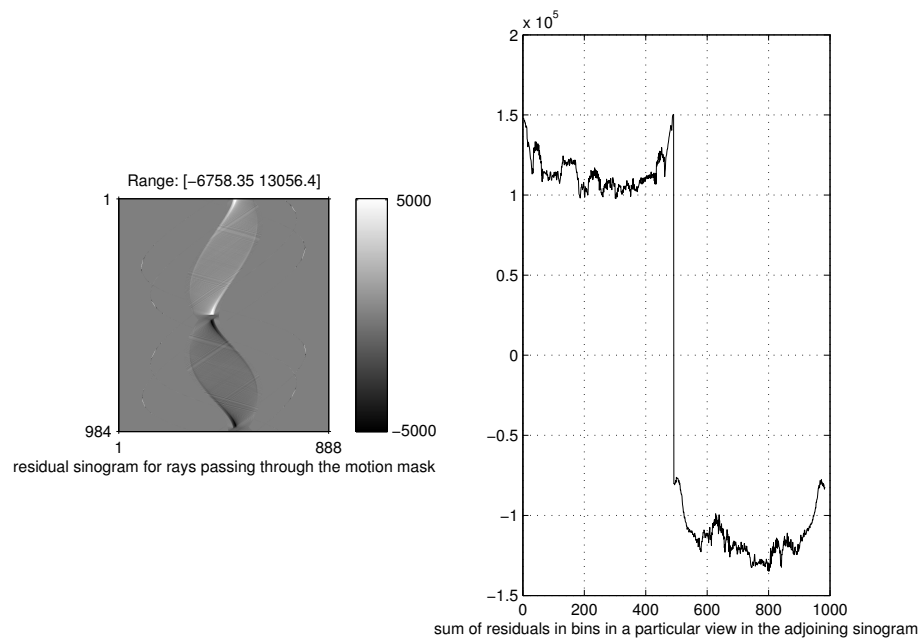 Range: [−6758.35 13056.4]
1
984
1
888
5000
−5000
residual sinogram for rays passing through the motion mask
x 10^5
2
1.5
1
0.5
0
−0.5
−1
−1.5
0 200 400 600 800 1000
sum of residuals in bins in a particular view in the adjoining sinogram